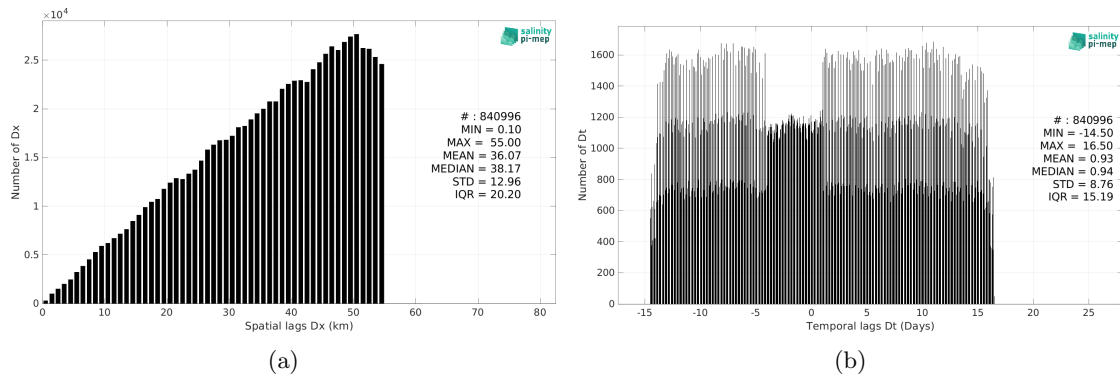 ×10⁴
2.5
2
1.5
1
0.5
0
0 10 20 30 40 50 60 70 80
Number of Dx
Spatial lags Dx (km)
salinity
pi-mep
# : 840996
MIN = 0.10
MAX = 55.00
MEAN = 36.07
MEDIAN = 38.17
STD = 12.96
IQR = 20.20
(a)
1600
1400
1200
1000
800
600
400
200
0
-15 -10 -5 0 5 10 15 20 25
Number of Dt
Temporal lags Dt (Days)
salinity
pi-mep
# : 840996
MIN = -14.50
MAX = 16.50
MEAN = 0.93
MEDIAN = 0.94
STD = 8.76
IQR = 15.19
(b)